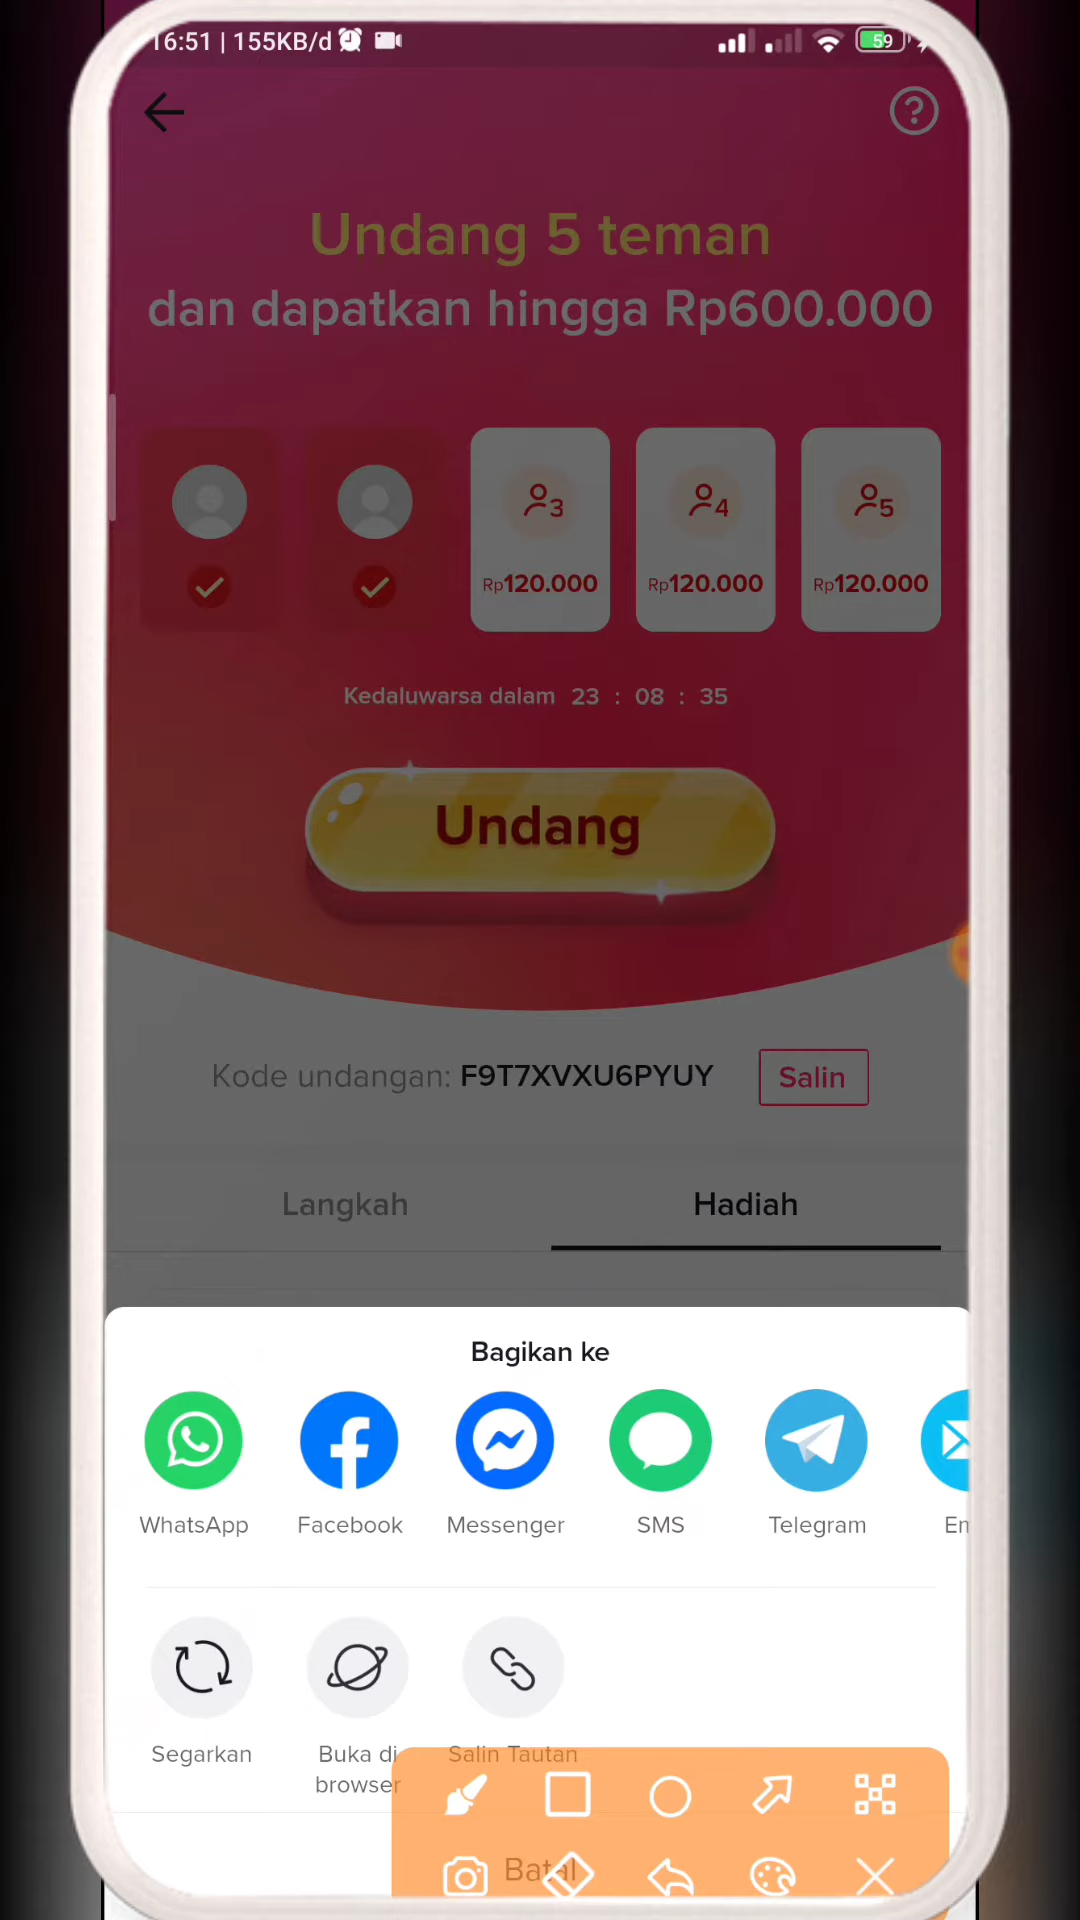 16:51 | 155KB/d
59
Undang 5 teman
dan dapatkan hingga Rp600.000
3
4
5
Rp120.000
Rp120.000
Rp120.000
Kedaluwarsa dalam 23 : 08 : 35
Undang
Kode undangan: F9T7XVXU6PYUY
Salin
Langkah
Hadiah
Bagikan ke
WhatsApp
Facebook
Messenger
SMS
Telegram
Em
Segarkan
Buka di
browser
Salin Tautan
Batal